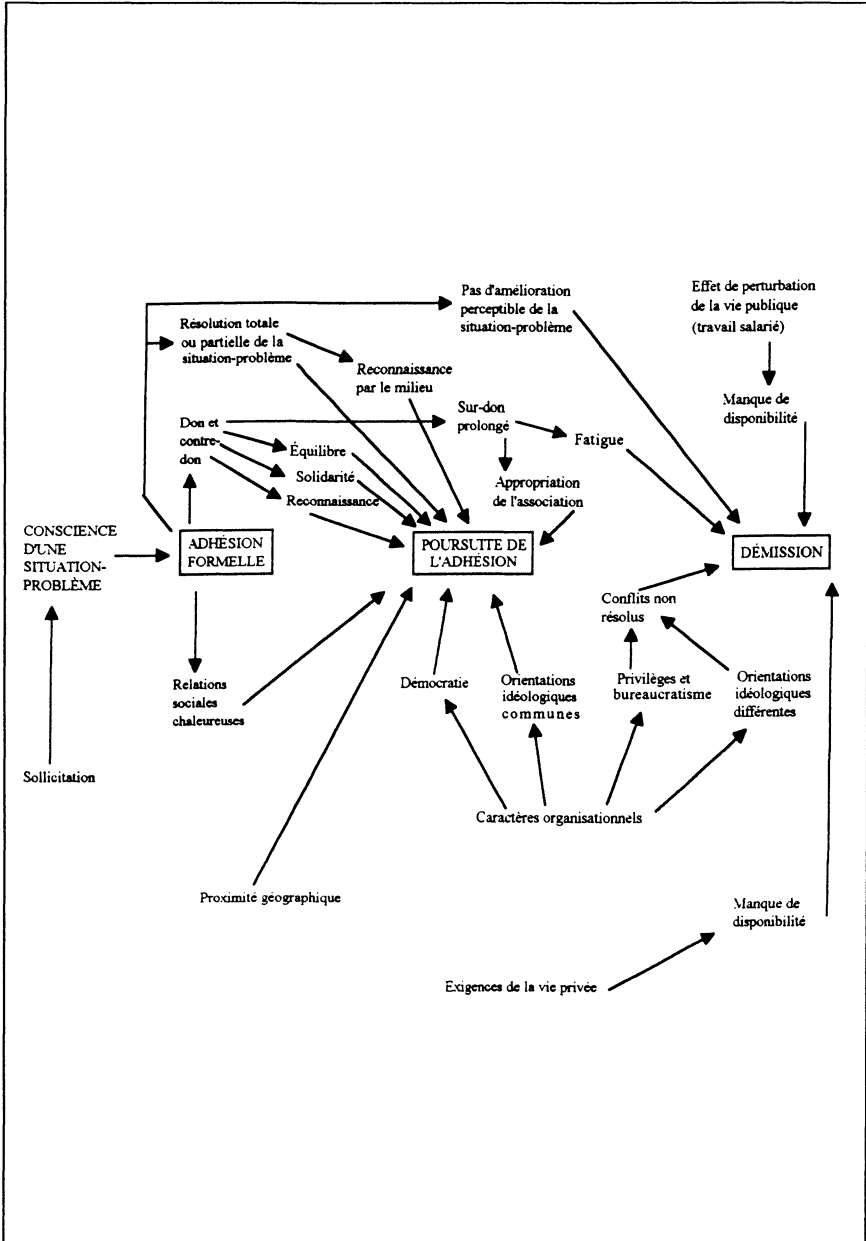 Pas d'amélioration
perceptible de la
situation-problème
Effet de perturbation
de la vie publique
(travail salarié)
Résolution totale
ou partielle de la
situation-problème
Reconnaissance
par le milieu
Manque de
disponibilité
Don et
contre-
don
Équilibre
Solidarité
Reconnaissance
Sur-don
prolongé
Fatigue
Appropriation
de l'association
CONSCIENCE
D'UNE
SITUATION-
PROBLÈME
ADHÉSION
FORMELLE
POURSUITE DE
L'ADHÉSION
DÉMISSION
Conflits non
résolus
Relations
sociales
chaleureuses
Démocratie
Orientations
idéologiques
communes
Privilèges et
bureaucratisme
Orientations
idéologiques
différentes
Sollicitation
Caractères organisationnels
Proximité géographique
Manque de
disponibilité
Exigences de la vie privée